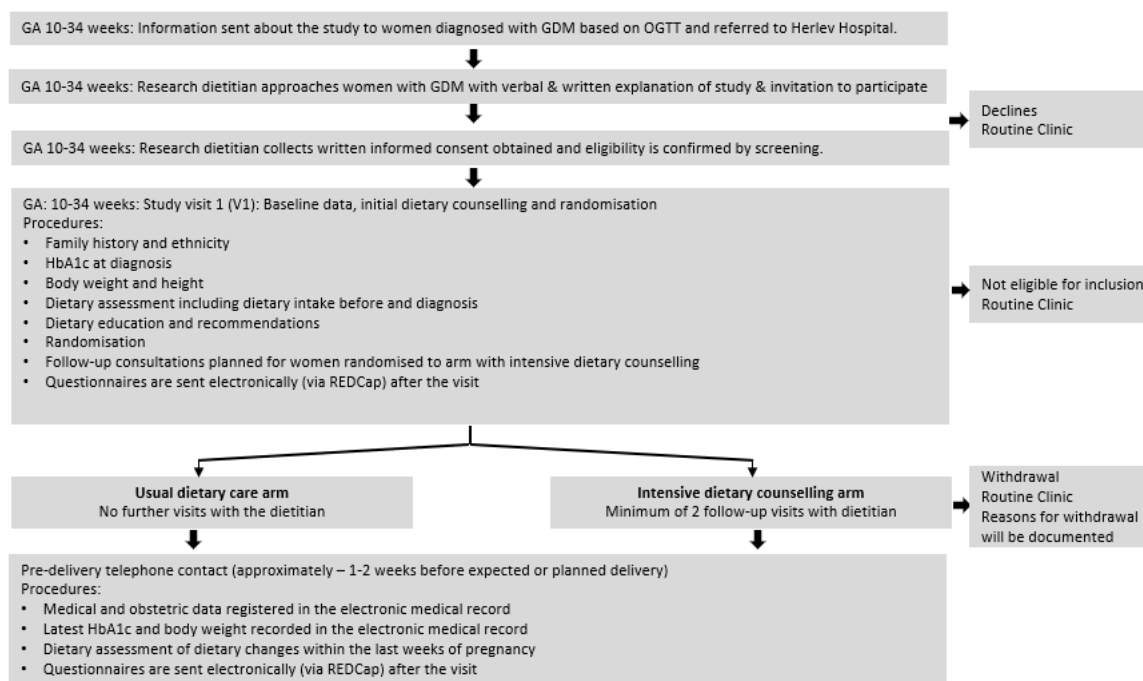 GA 10-34 weeks: Information sent about the study to women diagnosed with GDM based on OGTT and referred to Herlev Hospital.
GA 10-34 weeks: Research dietitian approaches women with GDM with verbal & written explanation of study & invitation to participate
Declines
Routine Clinic
GA 10-34 weeks: Research dietitian collects written informed consent obtained and eligibility is confirmed by screening.
GA: 10-34 weeks: Study visit 1 (V1): Baseline data, initial dietary counselling and randomisation
Procedures:
• Family history and ethnicity
• HbA1c at diagnosis
• Body weight and height
• Dietary assessment including dietary intake before and diagnosis
• Dietary education and recommendations
• Randomisation
• Follow-up consultations planned for women randomised to arm with intensive dietary counselling
• Questionnaires are sent electronically (via REDCap) after the visit
Not eligible for inclusion
Routine Clinic
Usual dietary care arm
No further visits with the dietitian
Intensive dietary counselling arm
Minimum of 2 follow-up visits with dietitian
Withdrawal
Routine Clinic
Reasons for withdrawal
will be documented
Pre-delivery telephone contact (approximately – 1-2 weeks before expected or planned delivery)
Procedures:
• Medical and obstetric data registered in the electronic medical record
• Latest HbA1c and body weight recorded in the electronic medical record
• Dietary assessment of dietary changes within the last weeks of pregnancy
• Questionnaires are sent electronically (via REDCap) after the visit